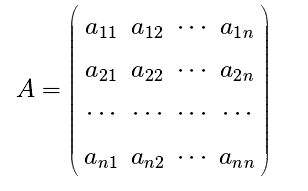 a₁₁ a₁₂ ⋯ a₁ₙ
a₂₁ a₂₂ ⋯ a₂ₙ
A = ⋯ ⋯ ⋯ ⋯
aₙ₁ aₙ₂ ⋯ aₙₙ